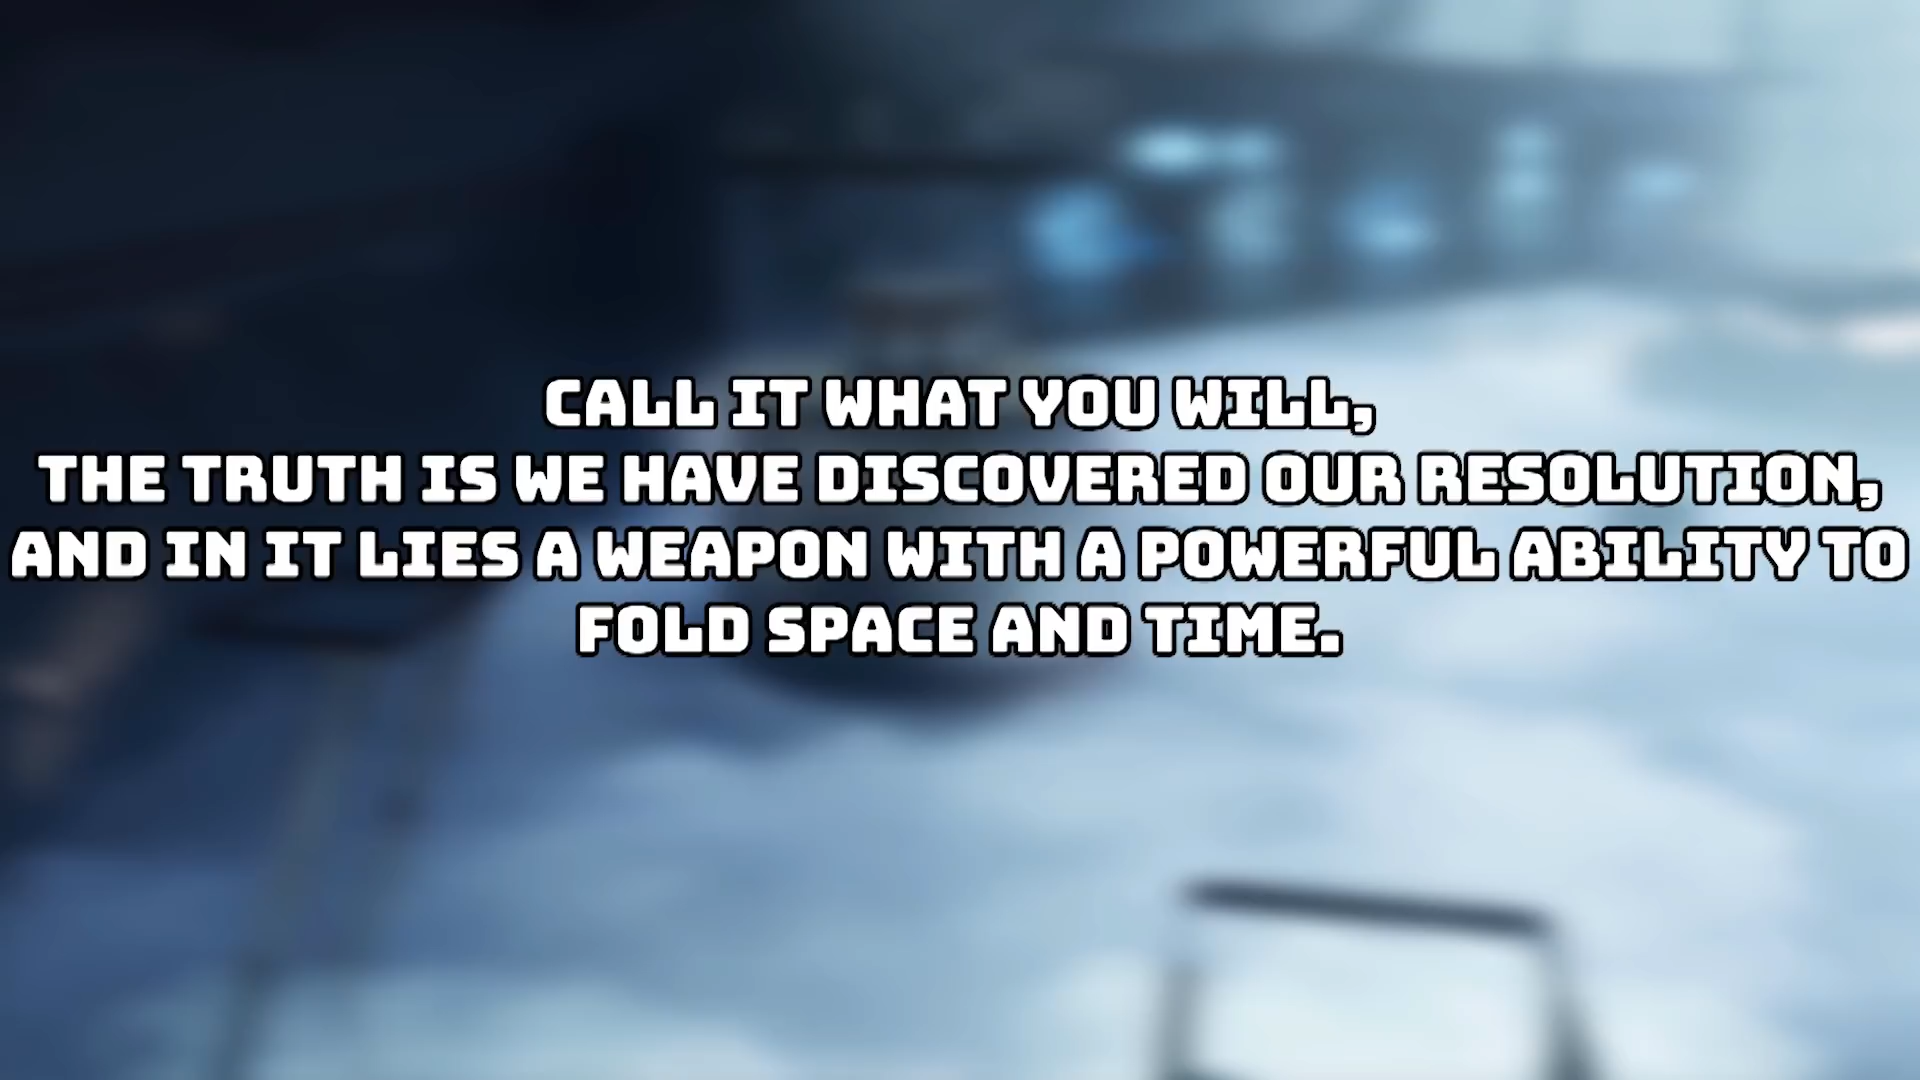 CALL IT WHAT YOU WILL,
THE TRUTH IS WE HAVE DISCOVERED OUR RESOLUTION,
AND IN IT LIES A WEAPON WITH A POWERFUL ABILITY TO
FOLD SPACE AND TIME.